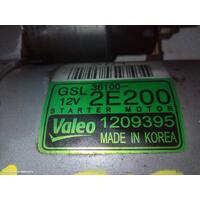 GSL 36100-
12V 2E200
STARTER MOTOR
Valeo 1209395
MADE IN KOREA